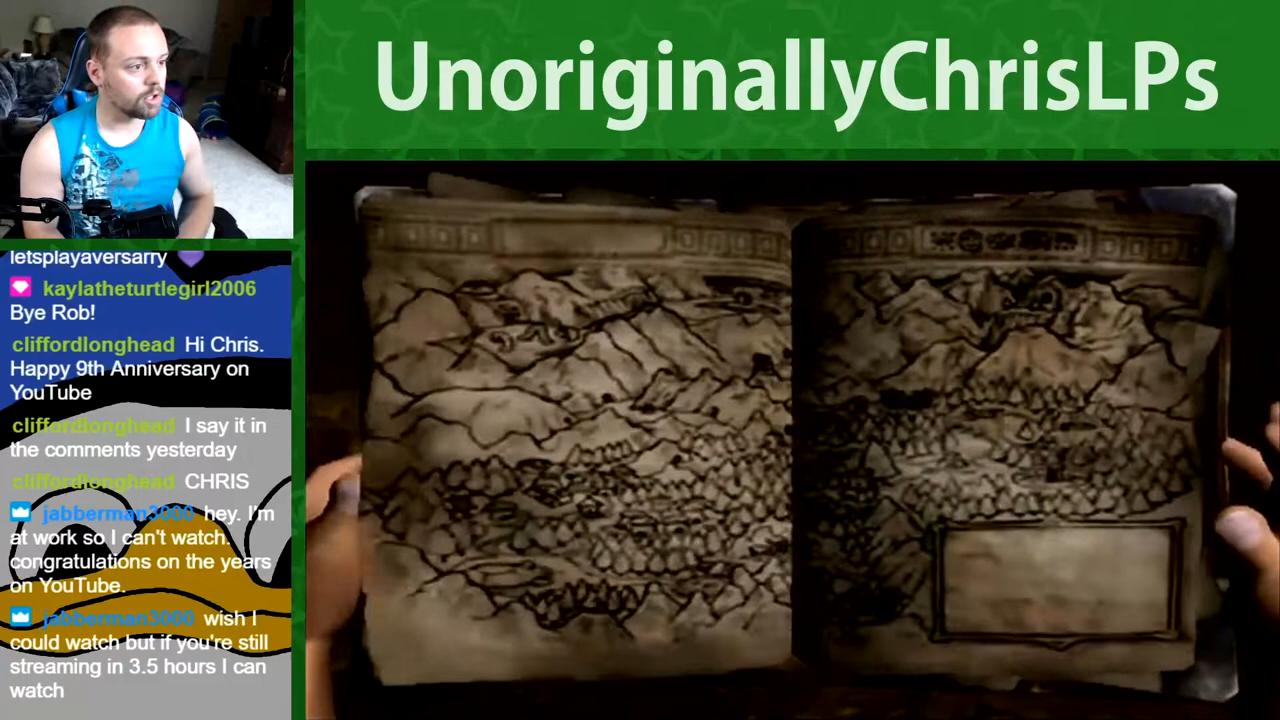 UnoriginallyChrisLPs
letsplayaversarry
kaylatheturtlegirl2006
Bye Rob!
cliffordlonghead Hi Chris.
Happy 9th Anniversary on
YouTube
cliffordlonghead I say it in
the comments yesterday
cliffordlonghead CHRIS
jabberman3000 hey. I'm
at work so I can't watch.
congratulations on the years
on YouTube.
jabberman3000 wish I
could watch but if you're still
streaming in 3.5 hours I can
watch